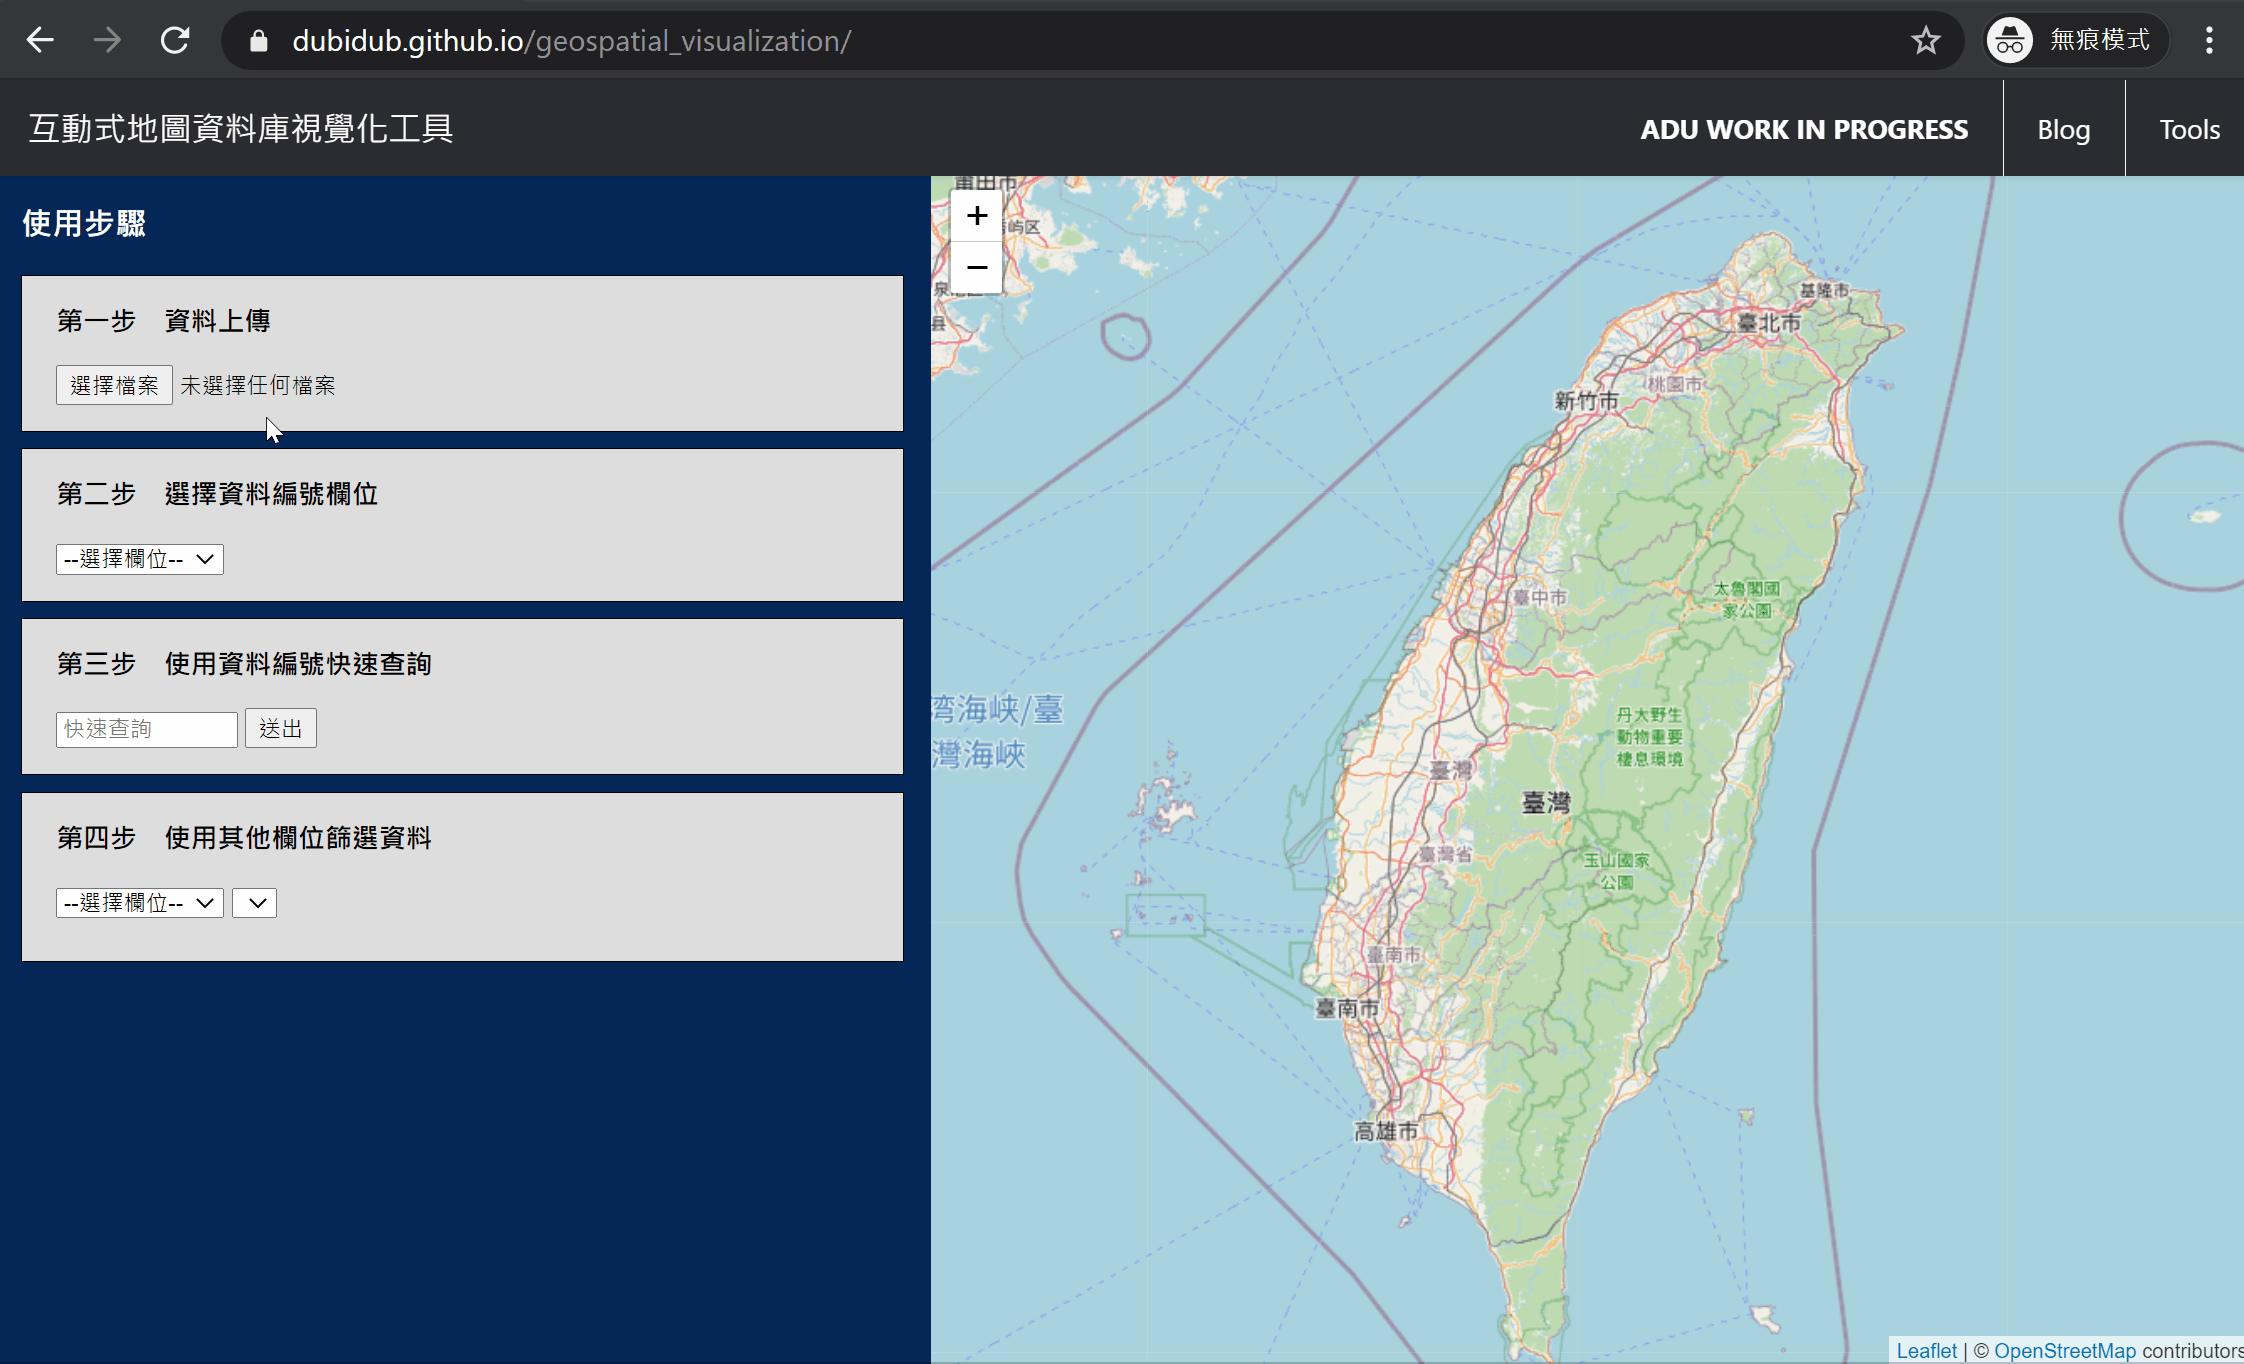 dubidub.github.io/geospatial_visualization/
無痕模式
互動式地圖資料庫視覺化工具
ADU WORK IN PROGRESS
Blog
Tools
使用步驟
第一步 資料上傳
選擇檔案 未選擇任何檔案
第二步 選擇資料編號欄位
--選擇欄位--
第三步 使用資料編號快速查詢
快速查詢 送出
第四步 使用其他欄位篩選資料
--選擇欄位--
莆田市
+
屿区
−
泉
县
基隆市
臺北市
桃園市
新竹市
臺中市
太魯閣國
家公園
湾海峡/臺
灣海峽
丹大野生
動物重要
棲息環境
臺灣
臺灣
臺灣省
玉山國家
公園
臺南市
臺南市
高雄市
Leaflet | © OpenStreetMap contributors